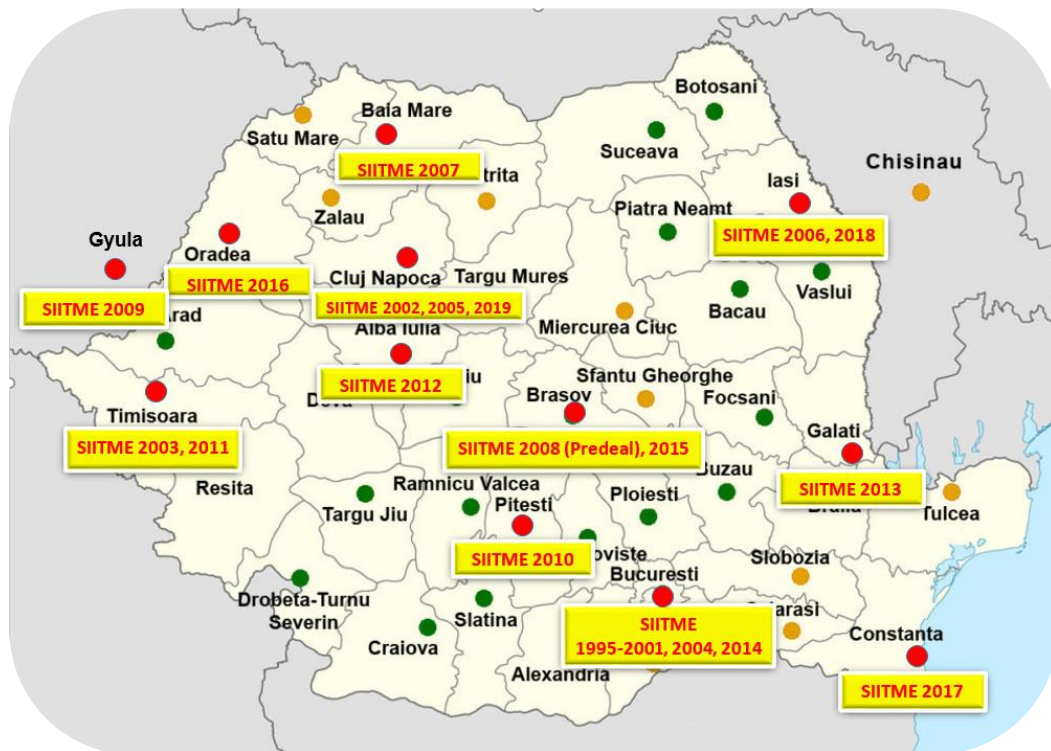 Botosani
Baia Mare
Satu Mare
Suceava
Chisinau
SIITME 2007
Iasi
Zalau
Piatra Neamt
SIITME 2006, 2018
Gyula
Oradea
Cluj Napoca
Targu Mures
SIITME 2016
Vaslui
SIITME 2009
SIITME 2002, 2005, 2019
Bacau
Alba Iulia
Miercurea Ciuc
SIITME 2012
Sfantu Gheorghe
Brasov
Focsani
Timisoara
Galati
SIITME 2003, 2011
SIITME 2008 (Predeal), 2015
Buzau
Resita
Ramnicu Valcea
SIITME 2013
Targu Jiu
Pitesti
Ploiesti
Tulcea
SIITME 2010
Slobozia
Bucuresti
Drobeta-Turnu
Severin
Slatina
SIITME
1995-2001, 2004, 2014
Constanta
Craiova
Alexandria
SIITME 2017